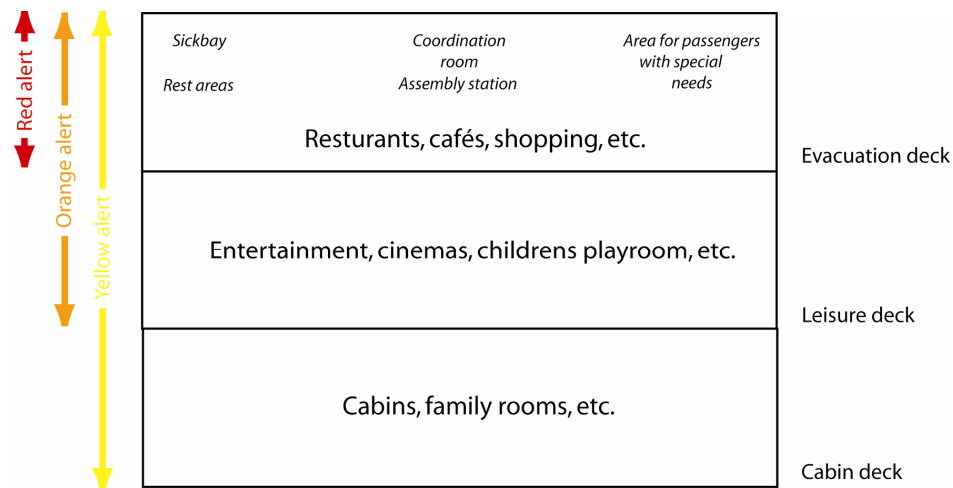 Red alert
Orange alert
Yellow alert
Sickbay
Rest areas
Coordination
room
Assembly station
Area for passengers
with special
needs
Resturants, cafés, shopping, etc.
Evacuation deck
Entertainment, cinemas, childrens playroom, etc.
Leisure deck
Cabins, family rooms, etc.
Cabin deck